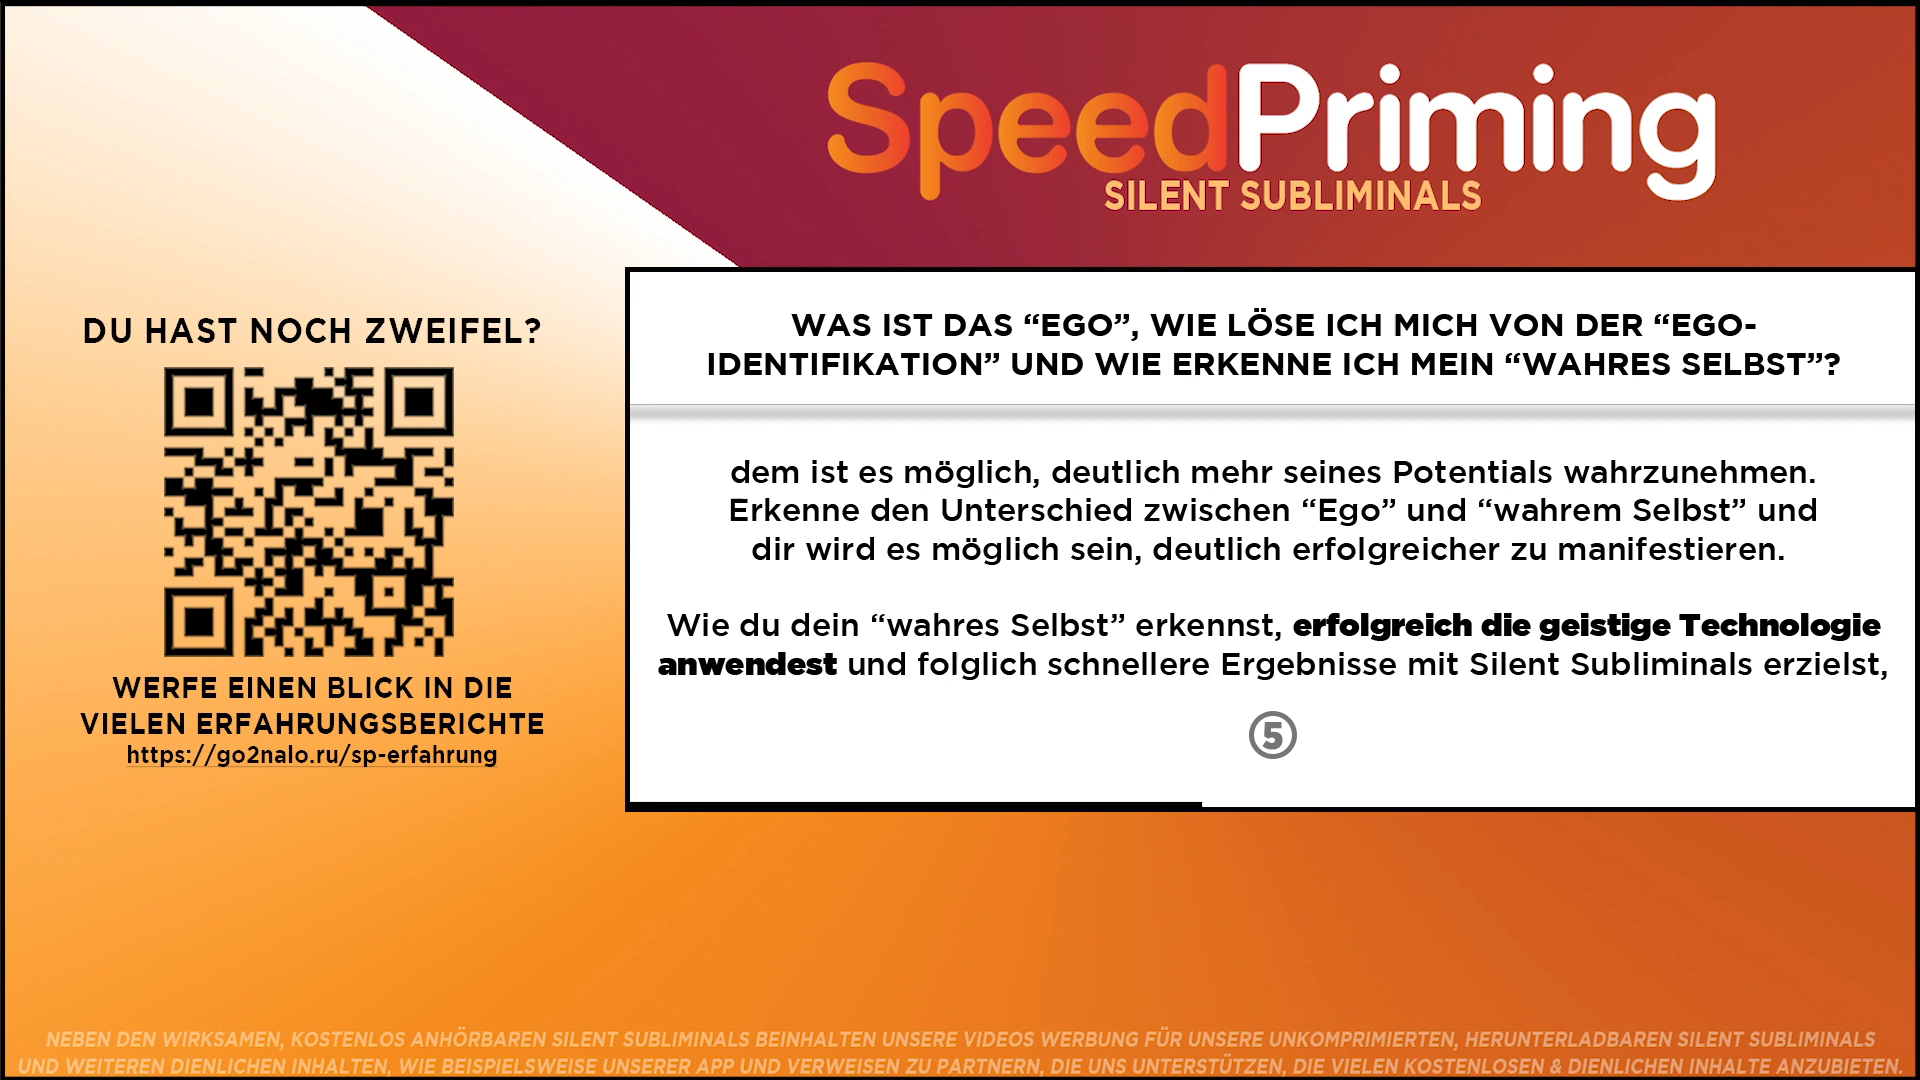 SpeedPriming
SILENT SUBLIMINALS
DU HAST NOCH ZWEIFEL?
WERFE EINEN BLICK IN DIE
VIELEN ERFAHRUNGSBERICHTE
https://go2nalo.ru/sp-erfahrung
WAS IST DAS “EGO”, WIE LÖSE ICH MICH VON DER “EGO-
IDENTIFIKATION” UND WIE ERKENNE ICH MEIN “WAHRES SELBST”?
dem ist es möglich, deutlich mehr seines Potentials wahrzunehmen.
Erkenne den Unterschied zwischen “Ego” und “wahrem Selbst” und
dir wird es möglich sein, deutlich erfolgreicher zu manifestieren.
Wie du dein “wahres Selbst” erkennst, erfolgreich die geistige Technologie
anwendest und folglich schnellere Ergebnisse mit Silent Subliminals erzielst,
5
NEBEN DEN WIRKSAMEN, KOSTENLOS ANHÖRBAREN SILENT SUBLIMINALS BEINHALTEN UNSERE VIDEOS WERBUNG FÜR UNSERE UNKOMPRIMIERTEN, HERUNTERLADBAREN SILENT SUBLIMINALS
UND WEITEREN DIENLICHEN INHALTEN, WIE BEISPIELSWEISE UNSERER APP UND VERWEISEN ZU PARTNERN, DIE UNS UNTERSTÜTZEN, DIE VIELEN KOSTENLOSEN & DIENLICHEN INHALTE ANZUBIETEN.